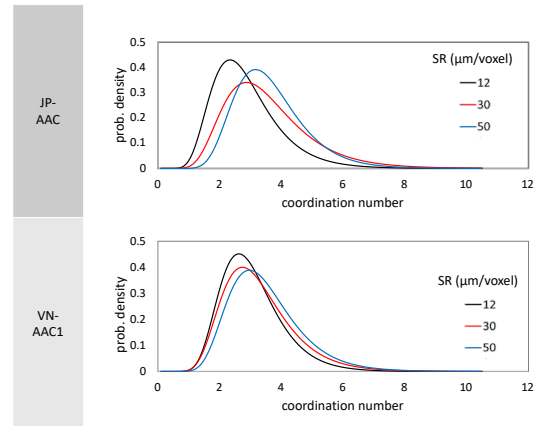 JP-
AAC
prob. density
0.5
0.4
0.3
0.2
0.1
0
0 2 4 6 8 10 12
coordination number
SR (µm/voxel)
12
30
50
VN-
AAC1
prob. density
0.5
0.4
0.3
0.2
0.1
0
0 2 4 6 8 10 12
coordination number
SR (µm/voxel)
12
30
50